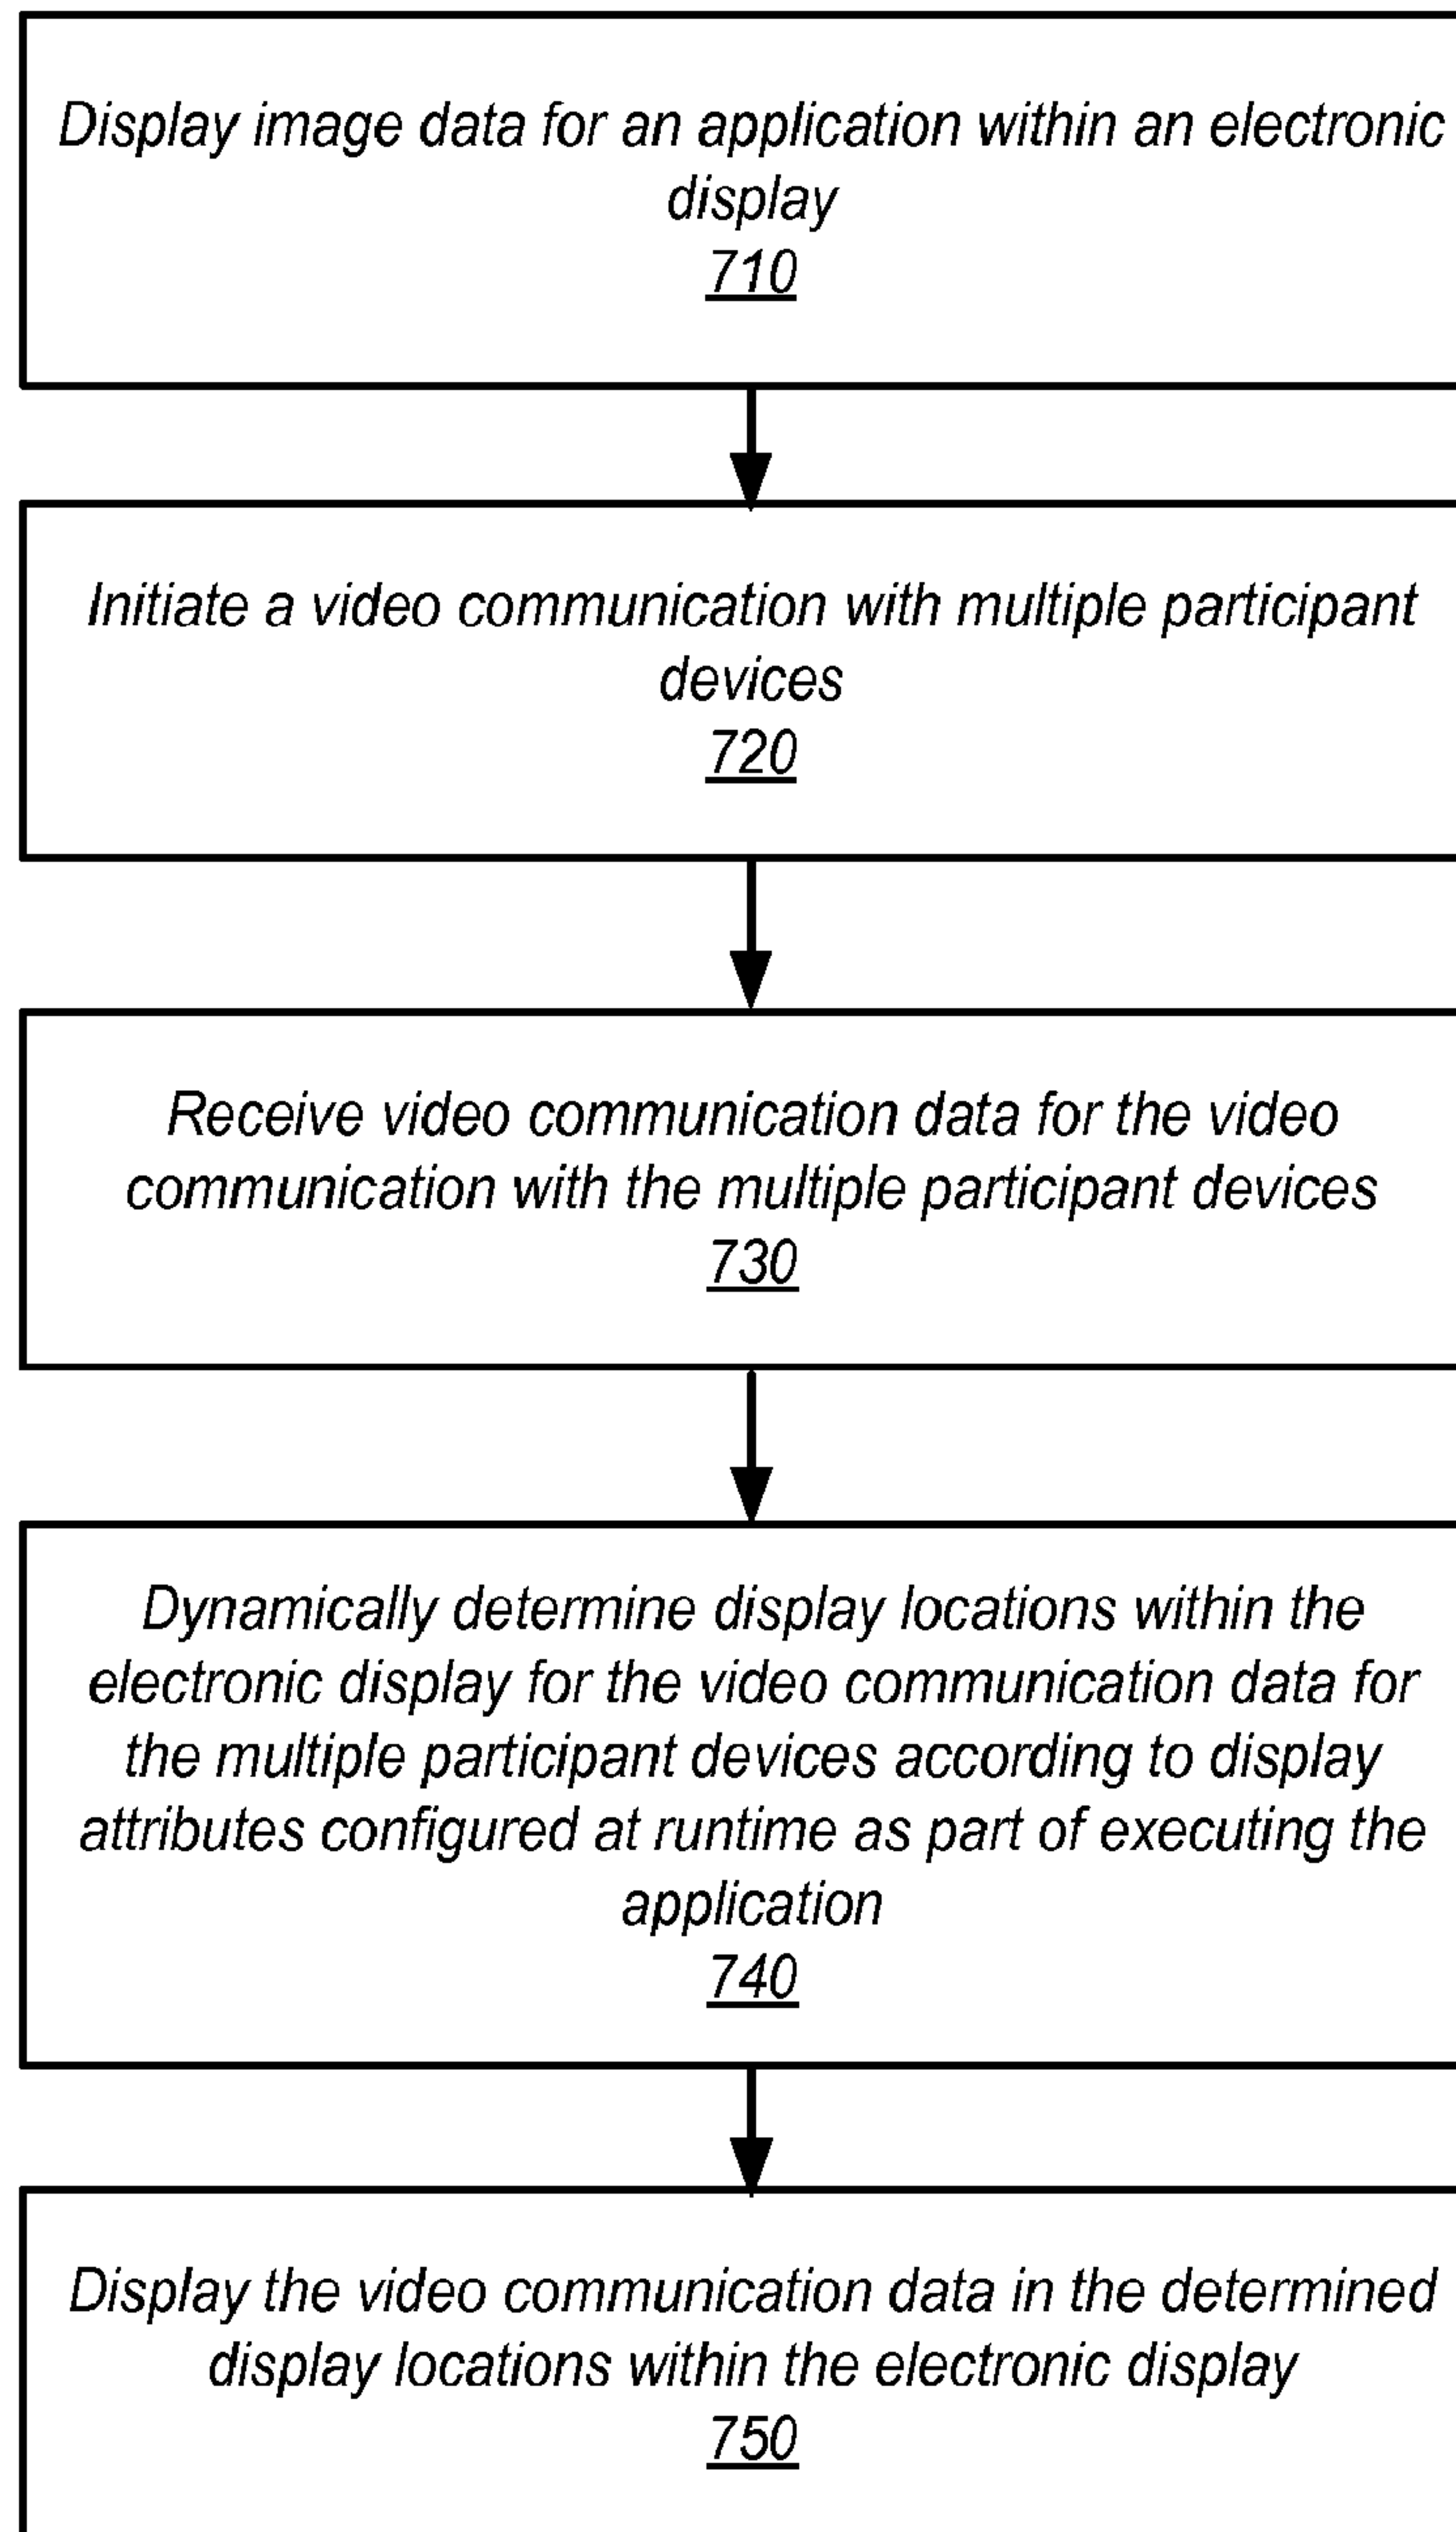 Display image data for an application within an electronic
display
710
Initiate a video communication with multiple participant
devices
720
Receive video communication data for the video
communication with the multiple participant devices
730
Dynamically determine display locations within the
electronic display for the video communication data for
the multiple participant devices according to display
attributes configured at runtime as part of executing the
application
740
Display the video communication data in the determined
display locations within the electronic display
750